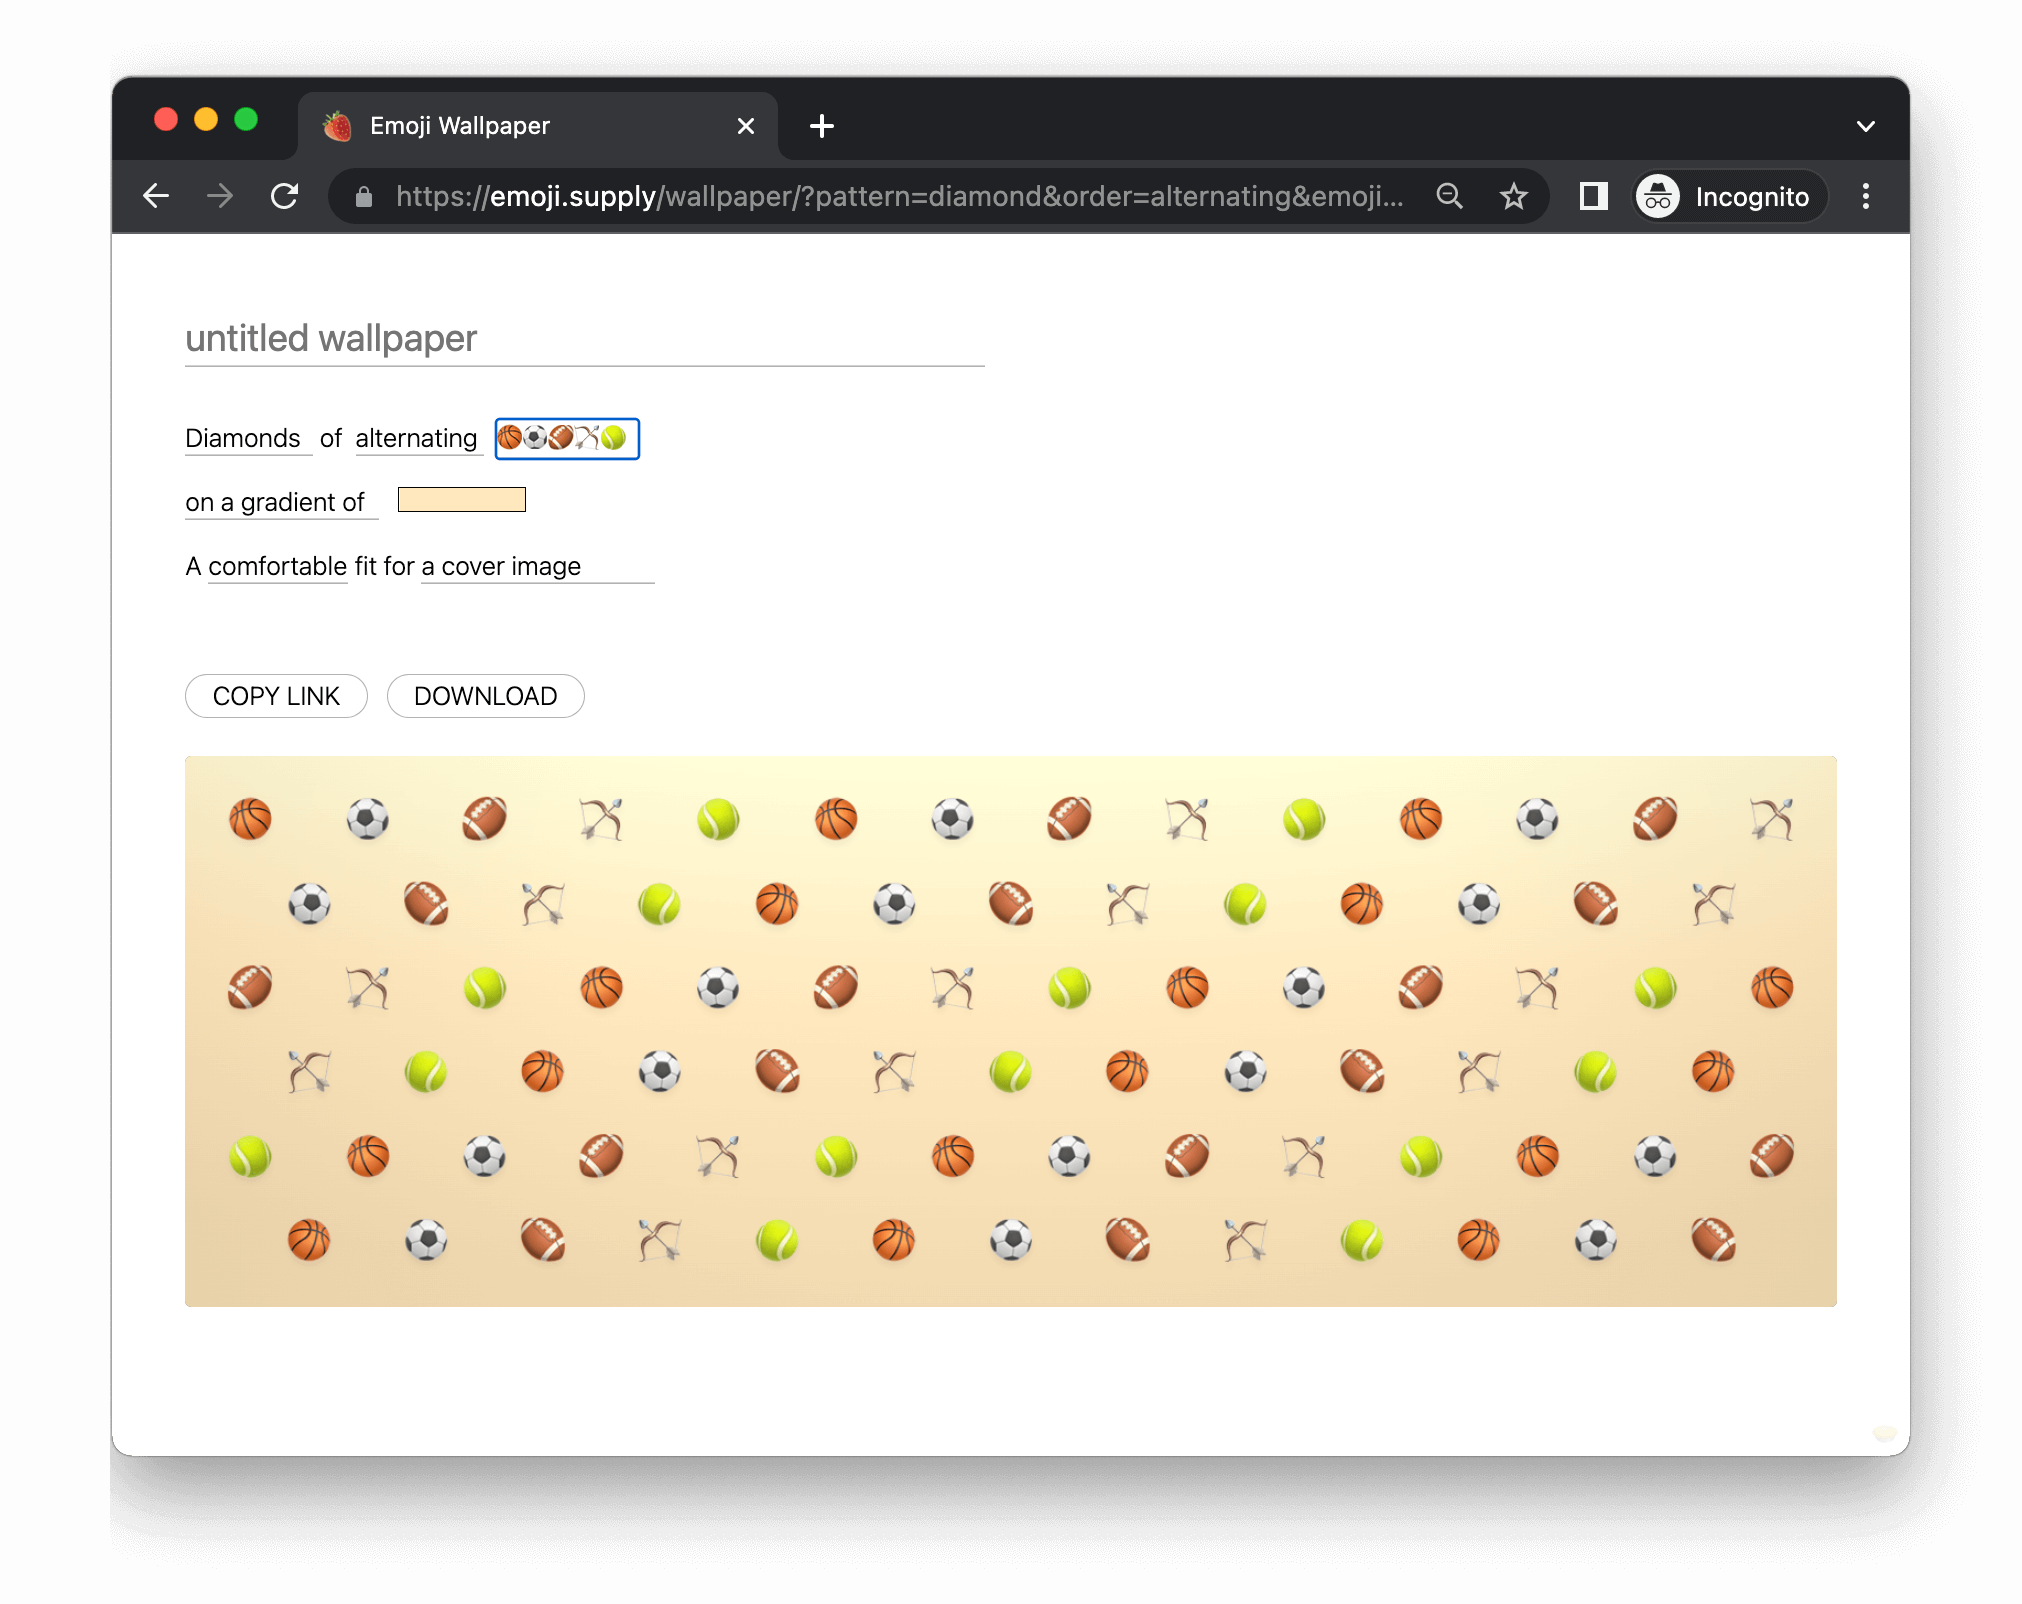 Emoji Wallpaper
https://emoji.supply/wallpaper/?pattern=diamond&order=alternating&emoji...
Incognito
untitled wallpaper
Diamonds of alternating 🏀⚽🏈🏹🎾
on a gradient of
A comfortable fit for a cover image
COPY LINK
DOWNLOAD